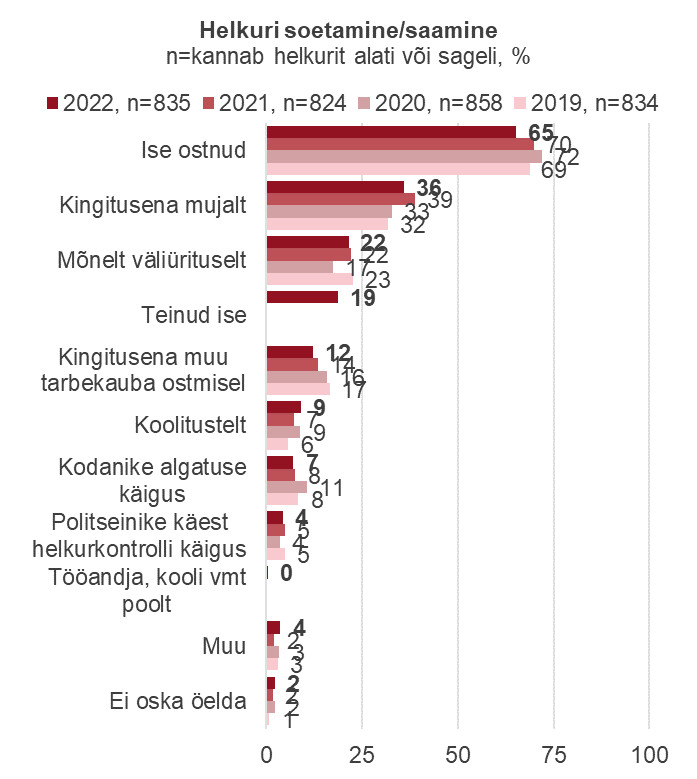 Helkuri soetamine/saamine
n=kannab helkurit alati või sageli, %
2022, n=835 2021, n=824 2020, n=858 2019, n=834
Ise ostnud
65
70
72
69
Kingitusena mujalt
36
39
33
32
Mõnelt väliürituselt
22
22
17
23
Teinud ise
19
Kingitusena muu
tarbekauba ostmisel
12
14
16
17
Koolitustelt
9
7
9
6
Kodanike algatuse
käigus
7
8
11
8
Politseinike käest
helkurkontrolli käigus
4
5
4
5
Tööandja, kooli vmt
poolt
0
Muu
4
2
3
3
Ei oska öelda
2
2
2
1
0 25 50 75 100